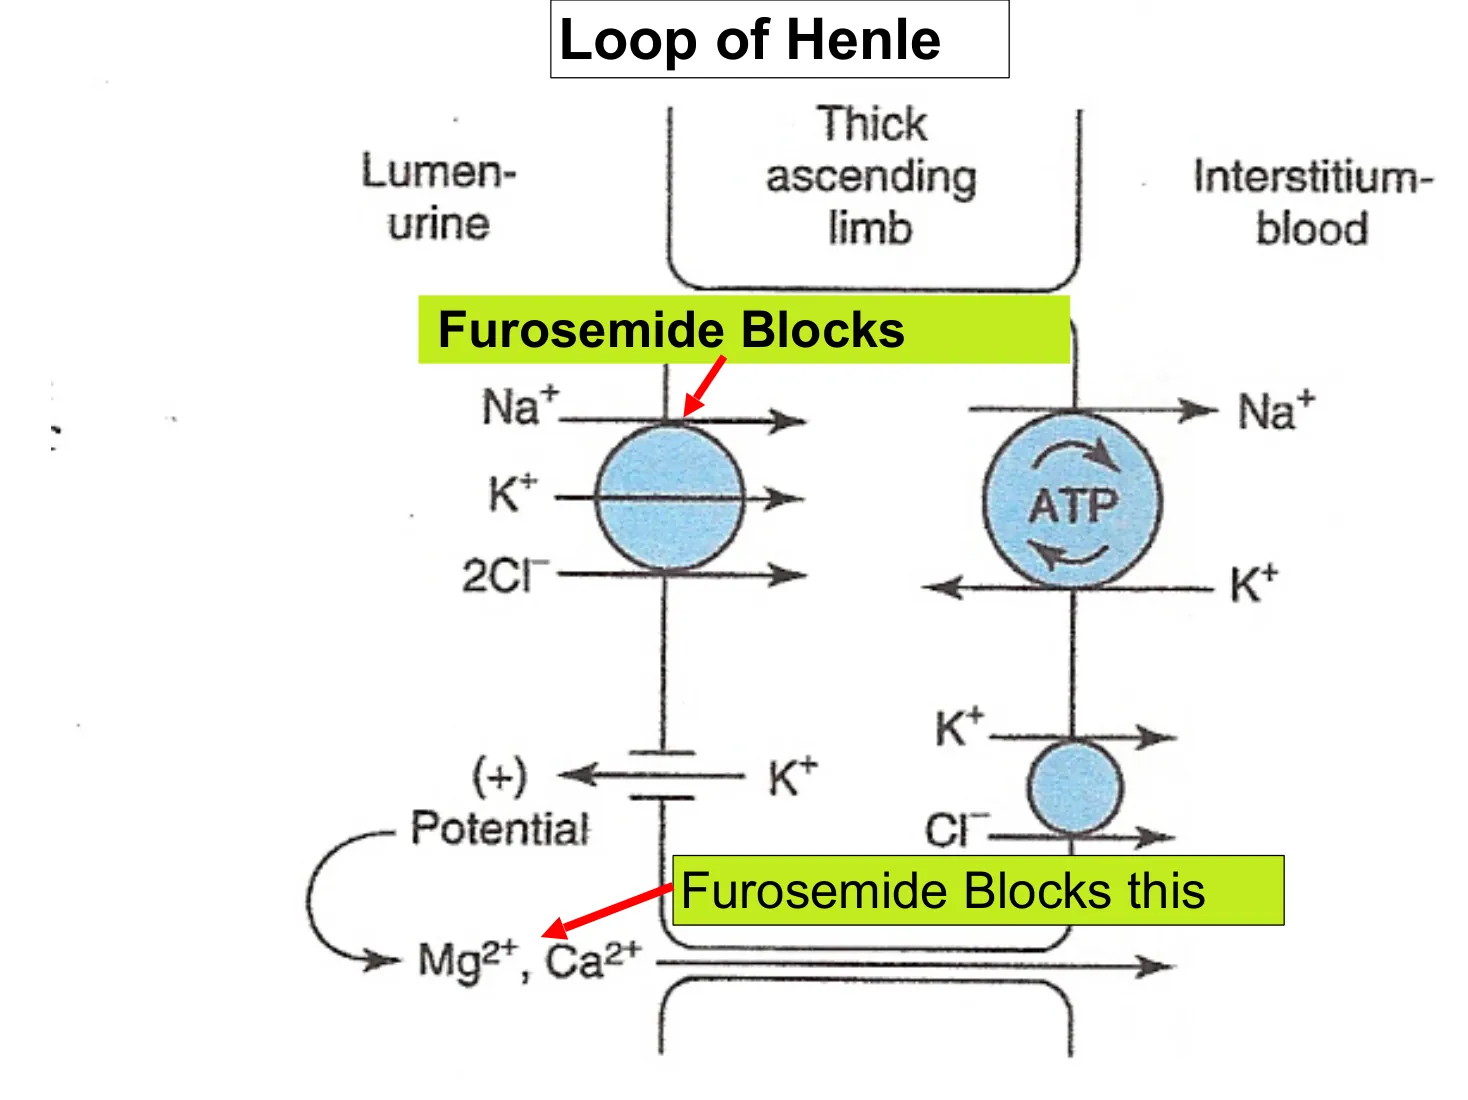 Loop of Henle
Thick
ascending
limb
Lumen-
urine
Interstitium-
blood
Furosemide Blocks
Na⁺
Na⁺
K⁺
ATP
2Cl⁻
K⁺
K⁺
(+)
K⁺
Potential
Cl⁻
Furosemide Blocks this
Mg²⁺, Ca²⁺